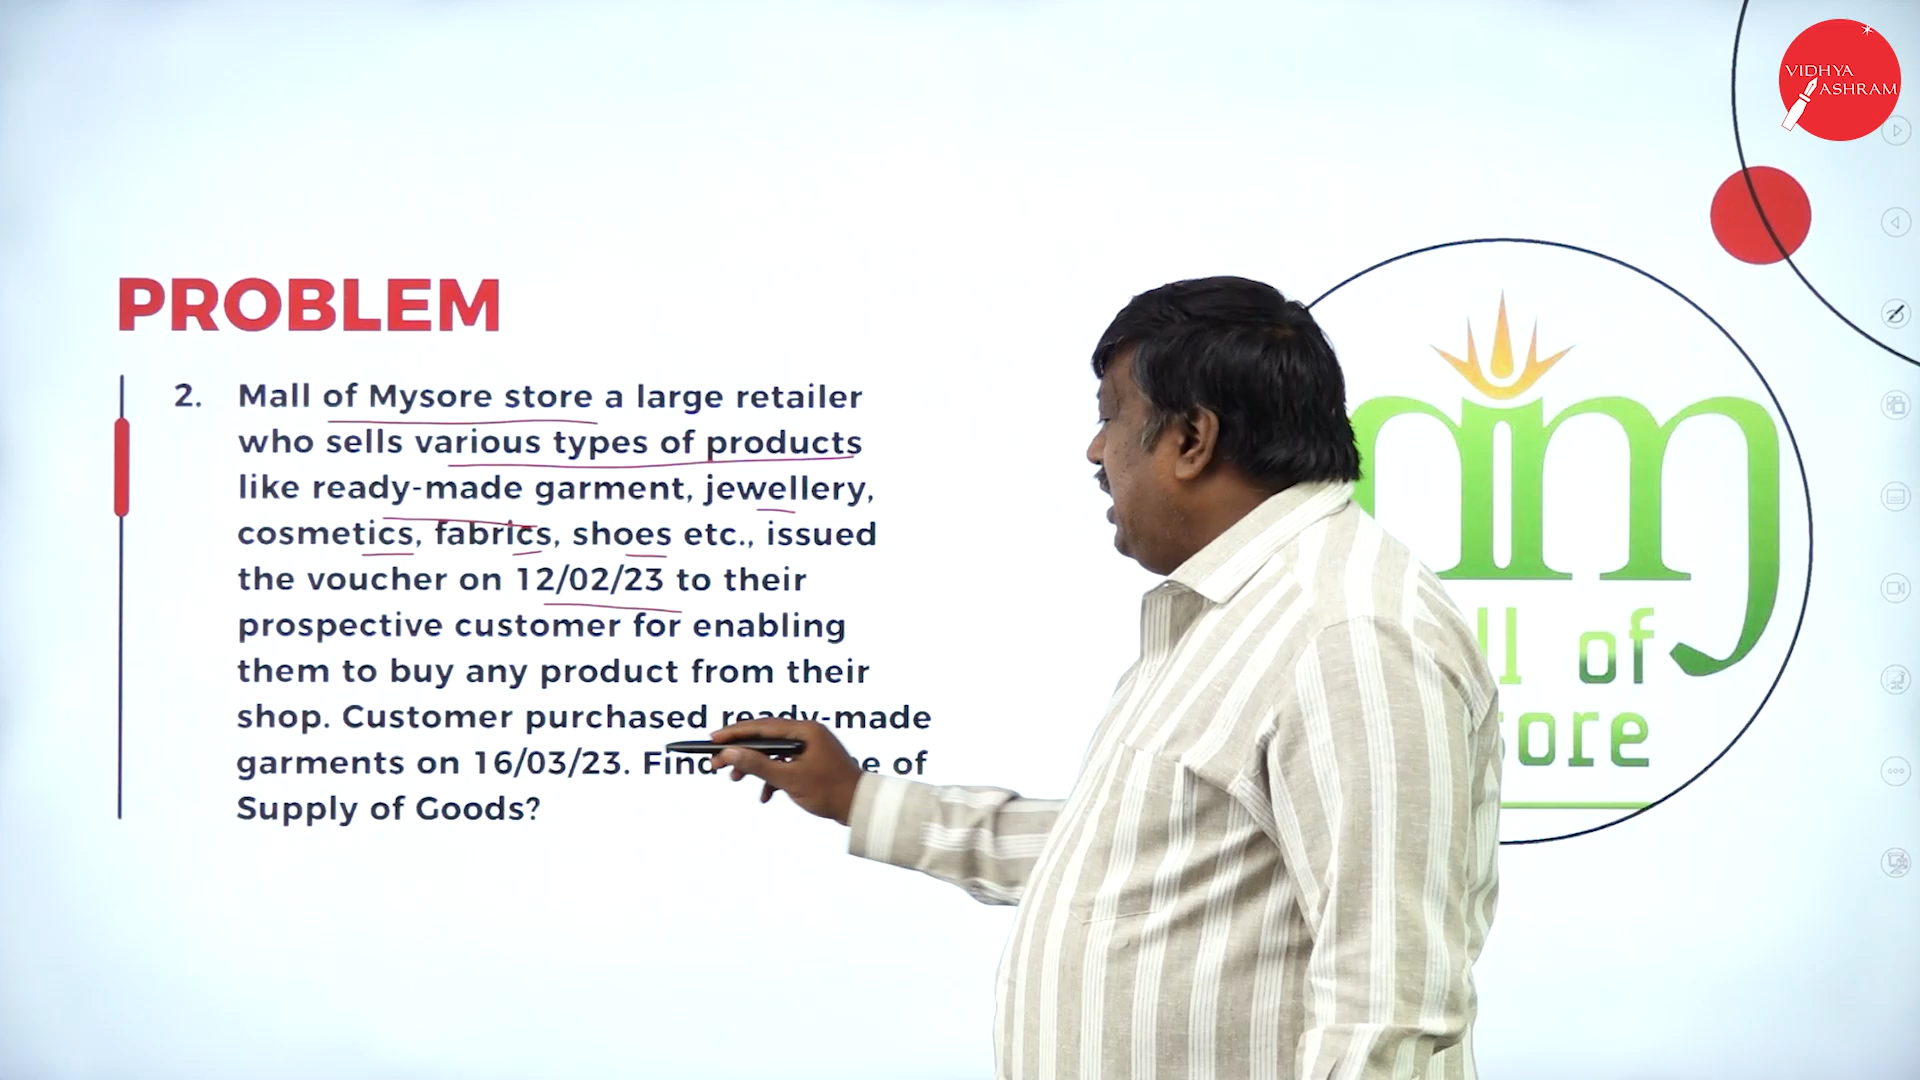 VIDHYA
ASHRAM
PROBLEM
2. Mall of Mysore store a large retailer
who sells various types of products
like ready-made garment, jewellery,
cosmetics, fabrics, shoes etc., issued
the voucher on 12/02/23 to their
prospective customer for enabling
them to buy any product from their
shop. Customer purchased ready-made
garments on 16/03/23. Find of
Supply of Goods?
of